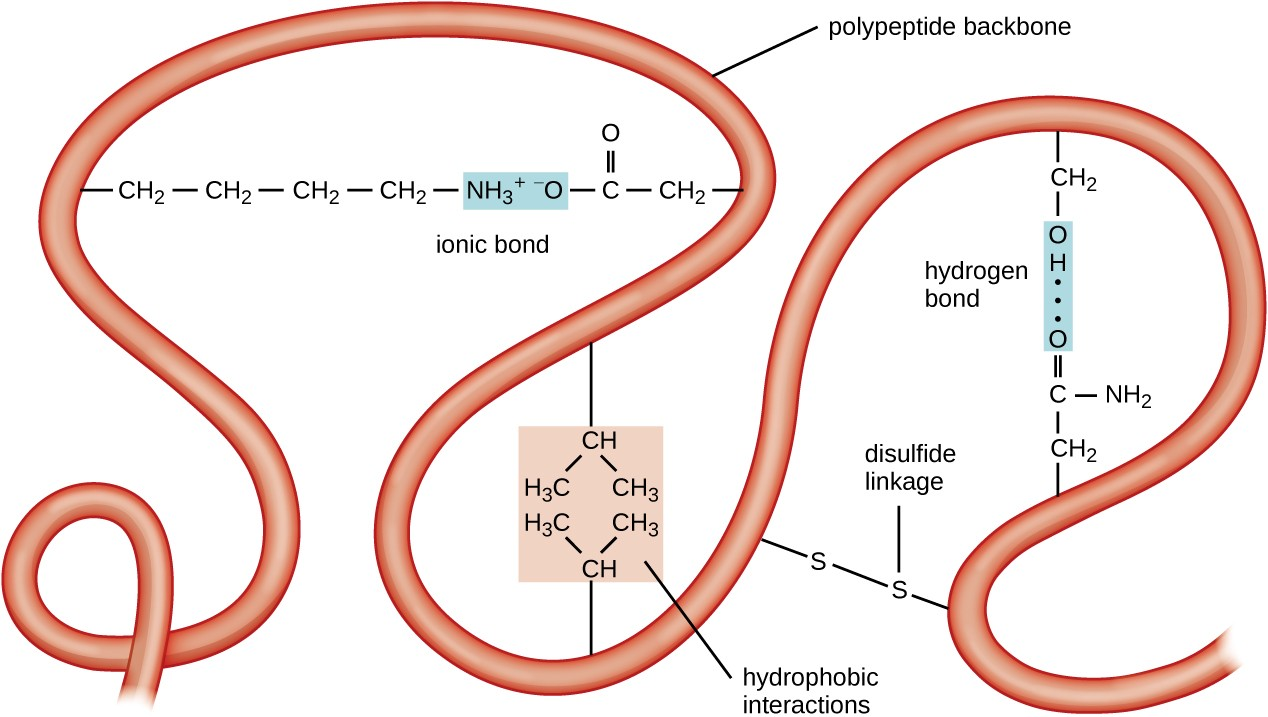 polypeptide backbone
O
CH₂ — CH₂ — CH₂ — CH₂ — NH₃⁺ ⁻O — C — CH₂
ionic bond
CH₂
O
H
hydrogen
bond
O
C — NH₂
CH₂
CH
H₃C CH₃
H₃C CH₃
CH
disulfide
linkage
S
S
hydrophobic
interactions